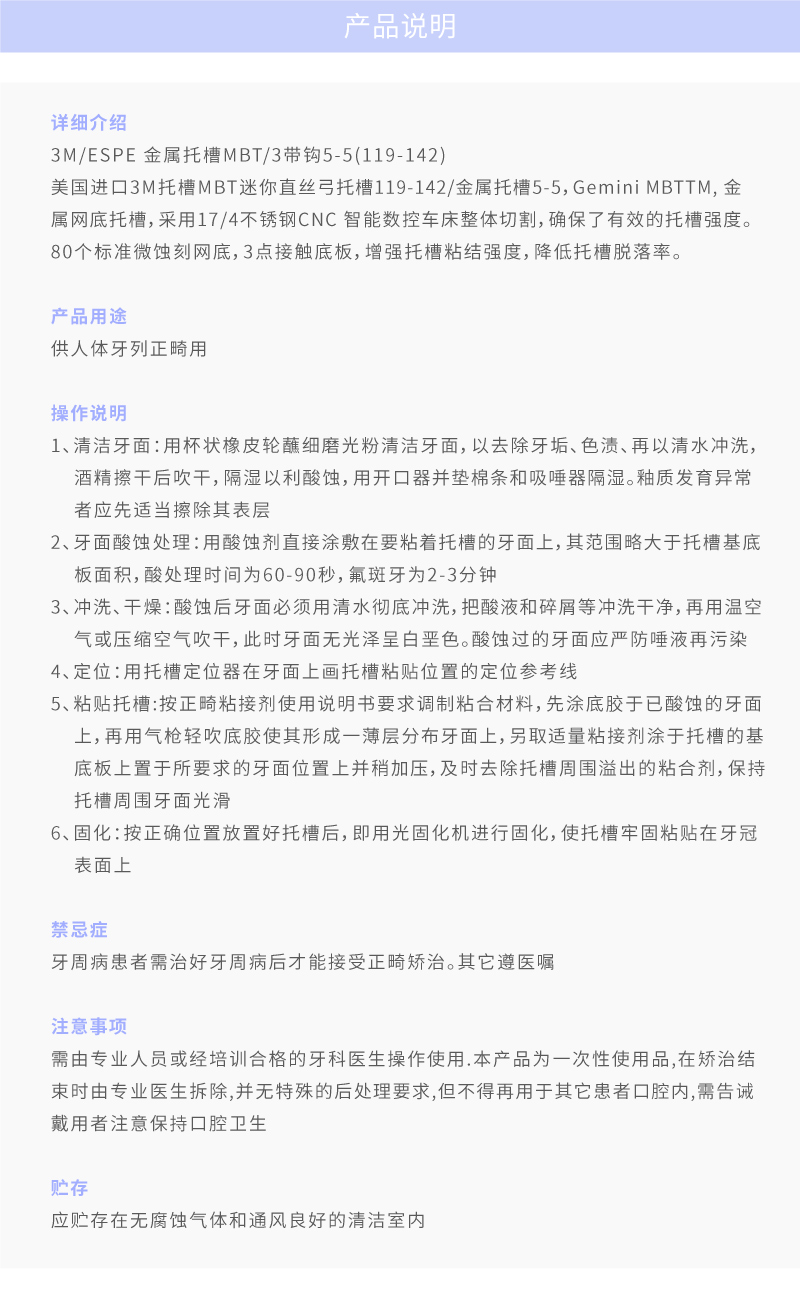 产品说明
详细介绍
3M/ESPE 金属托槽MBT/3带钩5-5(119-142)
美国进口3M托槽MBT迷你直丝弓托槽119-142/金属托槽5-5，Gemini MBTTM, 金
属网底托槽，采用17/4不锈钢CNC 智能数控车床整体切割，确保了有效的托槽强度。
80个标准微蚀刻网底，3点接触底板，增强托槽粘结强度，降低托槽脱落率。
产品用途
供人体牙列正畸用
操作说明
1、清洁牙面：用杯状橡皮轮蘸细磨光粉清洁牙面，以去除牙垢、色渍、再以清水冲洗，
酒精擦干后吹干，隔湿以利酸蚀，用开口器并垫棉条和吸唾器隔湿。釉质发育异常
者应先适当擦除其表层
2、牙面酸蚀处理：用酸蚀剂直接涂敷在要粘着托槽的牙面上，其范围略大于托槽基底
板面积，酸处理时间为60-90秒，氟斑牙为2-3分钟
3、冲洗、干燥：酸蚀后牙面必须用清水彻底冲洗，把酸液和碎屑等冲洗干净，再用温空
气或压缩空气吹干，此时牙面无光泽呈白垩色。酸蚀过的牙面应严防唾液再污染
4、定位：用托槽定位器在牙面上画托槽粘贴位置的定位参考线
5、粘贴托槽：按正畸粘接剂使用说明书要求调制粘合材料，先涂底胶于已酸蚀的牙面
上，再用气枪轻吹底胶使其形成一薄层分布牙面上，另取适量粘接剂涂于托槽的基
底板上置于所要求的牙面位置上并稍加压，及时去除托槽周围溢出的粘合剂，保持
托槽周围牙面光滑
6、固化：按正确位置放置好托槽后，即用光固化机进行固化，使托槽牢固粘贴在牙冠
表面上
禁忌症
牙周病患者需治好牙周病后才能接受正畸矫治。其它遵医嘱
注意事项
需由专业人员或经培训合格的牙科医生操作使用.本产品为一次性使用品,在矫治结
束时由专业医生拆除,并无特殊的后处理要求,但不得再用于其它患者口腔内,需告诫
戴用者注意保持口腔卫生
贮存
应贮存在无腐蚀气体和通风良好的清洁室内